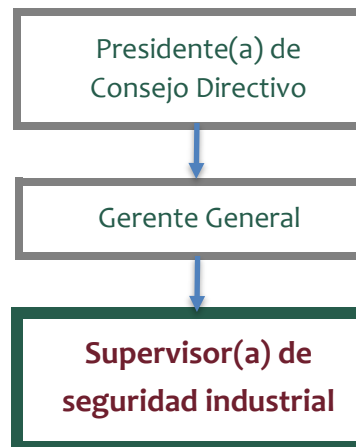 Presidente(a) de
Consejo Directivo
Gerente General
Supervisor(a) de
seguridad industrial